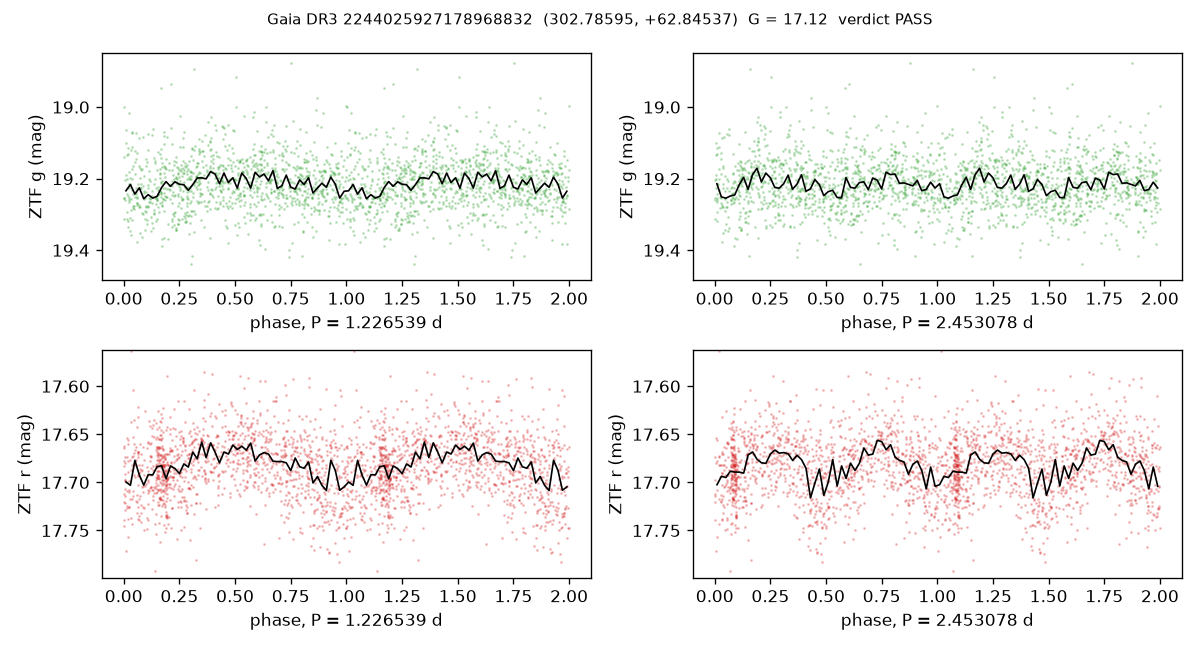 Gaia DR3 2244025927178968832 (302.78595, +62.84537) G = 17.12 verdict PASS
ZTF g (mag)
19.0
19.2
19.4
0.00 0.25 0.50 0.75 1.00 1.25 1.50 1.75 2.00
phase, P = 1.226539 d
ZTF g (mag)
19.0
19.2
19.4
0.00 0.25 0.50 0.75 1.00 1.25 1.50 1.75 2.00
phase, P = 2.453078 d
ZTF r (mag)
17.60
17.65
17.70
17.75
0.00 0.25 0.50 0.75 1.00 1.25 1.50 1.75 2.00
phase, P = 1.226539 d
ZTF r (mag)
17.60
17.65
17.70
17.75
0.00 0.25 0.50 0.75 1.00 1.25 1.50 1.75 2.00
phase, P = 2.453078 d